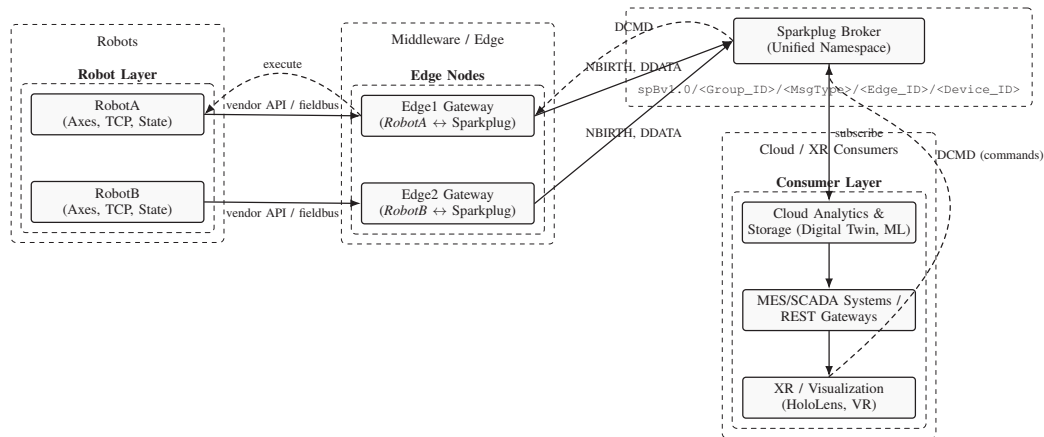 Robots
Robot Layer
RobotA
(Axes, TCP, State)
RobotB
(Axes, TCP, State)
execute
vendor API / fieldbus
vendor API / fieldbus
Middleware / Edge
Edge Nodes
Edge1 Gateway
(RobotA ↔ Sparkplug)
Edge2 Gateway
(RobotB ↔ Sparkplug)
DCMD
NBIRTH, DDATA
NBIRTH, DDATA
Sparkplug Broker
(Unified Namespace)
spBv1.0/<Group_ID>/<MsgType>/<Edge_ID>/<Device_ID>
subscribe
DCMD (commands)
Cloud / XR Consumers
Consumer Layer
Cloud Analytics &
Storage (Digital Twin, ML)
MES/SCADA Systems /
REST Gateways
XR / Visualization
(HoloLens, VR)